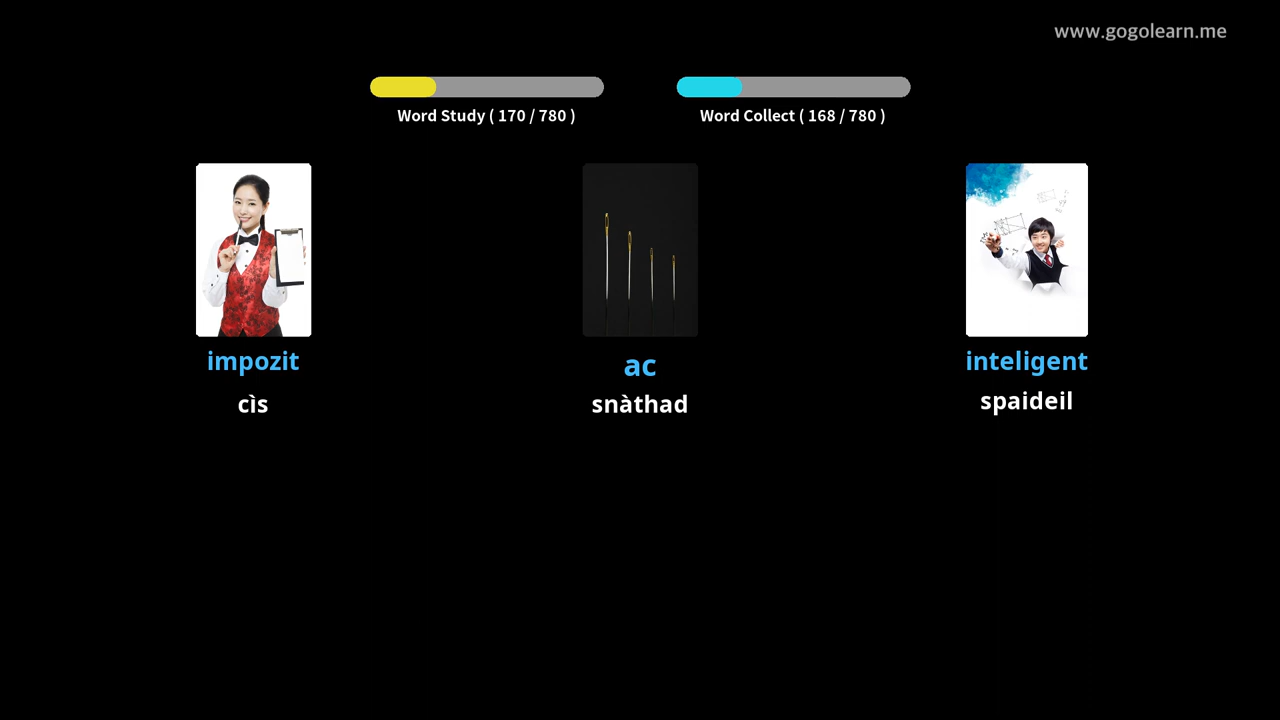 www.gogolearn.me
Word Study ( 170 / 780 )
Word Collect ( 168 / 780 )
impozit
ac
inteligent
cìs
snàthad
spaideil